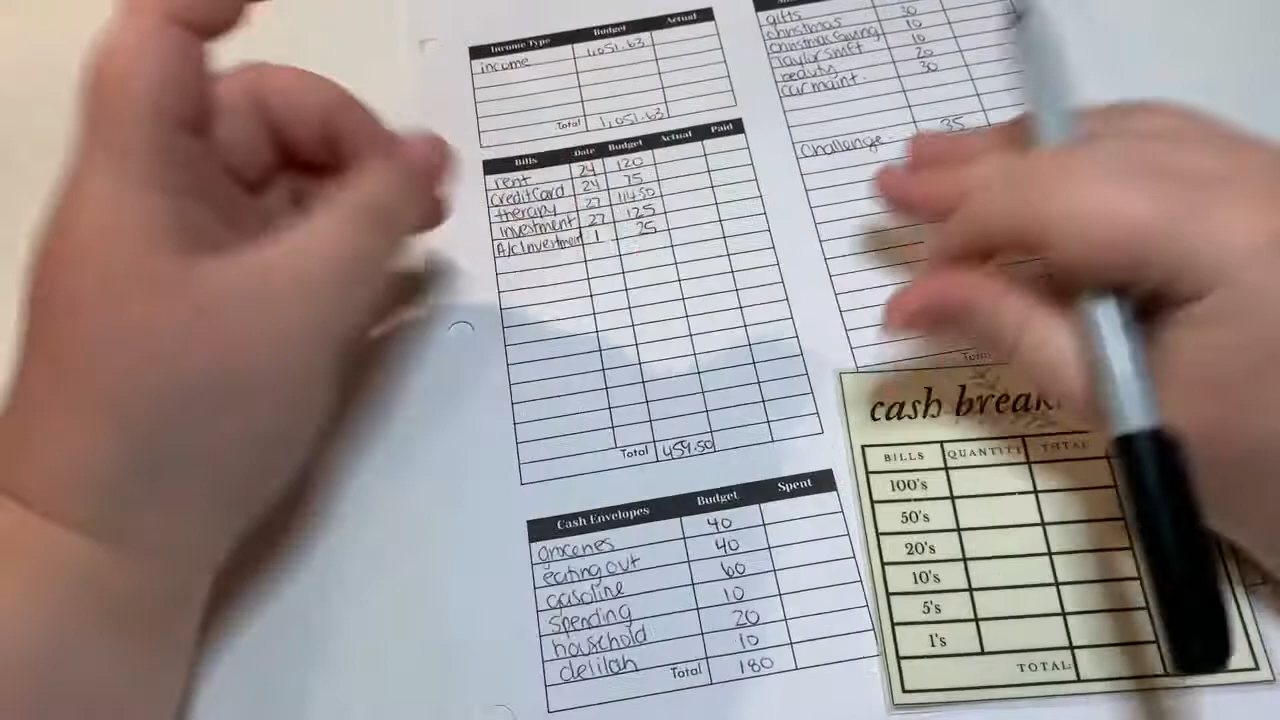 Income Type Budget Actual
income 1,051.63
Total 1,051.63
Bills Date Budget Actual Paid
rent 24 120
Credit Card 24 75
therapy 27 114.50
investment 27 125
A/c Investment 1 25
Total 459.50
Cash Envelopes Budget Spent
groceries 40
eating out 40
gasoline 60
spending 10
household 20
delilah 10
Total 180
gifts 30
christmas 10
Christmas Giving 10
Taylor Swift 20
beauty 30
car maint.
Challenge 35
Total
cash
BILLS QUANTITY TOTAL
100's
50's
20's
10's
5's
1's
TOTAL